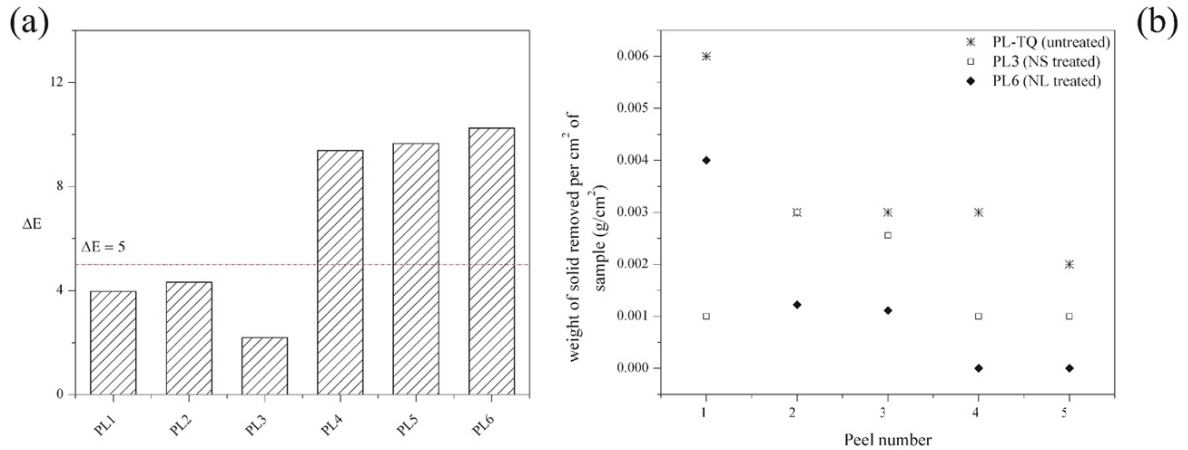 (a)
12
8
4
0
ΔE
ΔE = 5
PL1
PL2
PL3
PL4
PL5
PL6
(b)
PL-TQ (untreated)
PL3 (NS treated)
PL6 (NL treated)
0.006
0.005
0.004
0.003
0.002
0.001
0.000
weight of solid removed per cm² of
sample (g/cm²)
1
2
3
4
5
Peel number